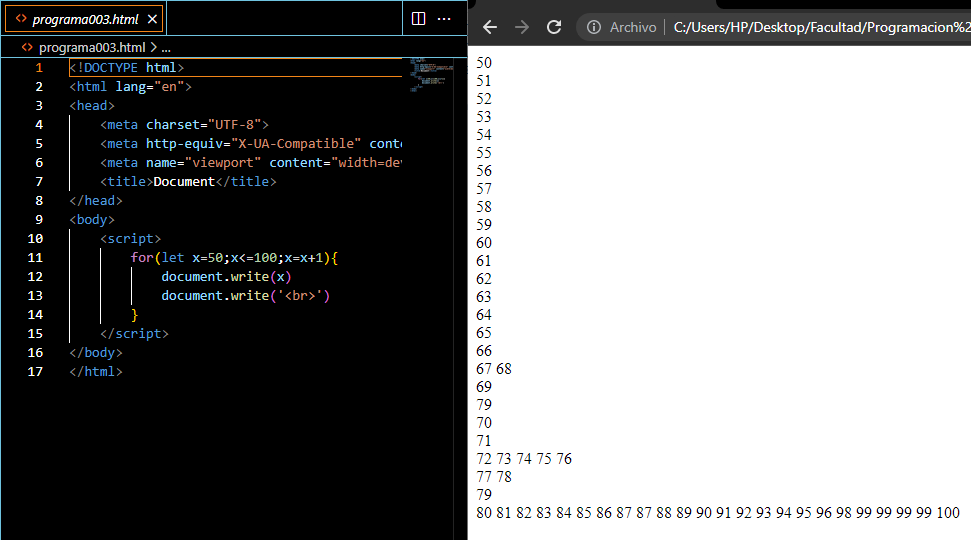 programa003.html
programa003.html > ...
1 <!DOCTYPE html>
2 <html lang="en">
3 <head>
4 <meta charset="UTF-8">
5 <meta http-equiv="X-UA-Compatible" conte
6 <meta name="viewport" content="width=dev
7 <title>Document</title>
8 </head>
9 <body>
10 <script>
11 for(let x=50;x<=100;x=x+1){
12 document.write(x)
13 document.write('<br>')
14 }
15 </script>
16 </body>
17 </html>
Archivo | C:/Users/HP/Desktop/Facultad/Programacion%2
50
51
52
53
54
55
56
57
58
59
60
61
62
63
64
65
66
67 68
69
79
70
71
72 73 74 75 76
77 78
79
80 81 82 83 84 85 86 87 87 88 89 90 91 92 93 94 95 96 98 99 99 99 99 100